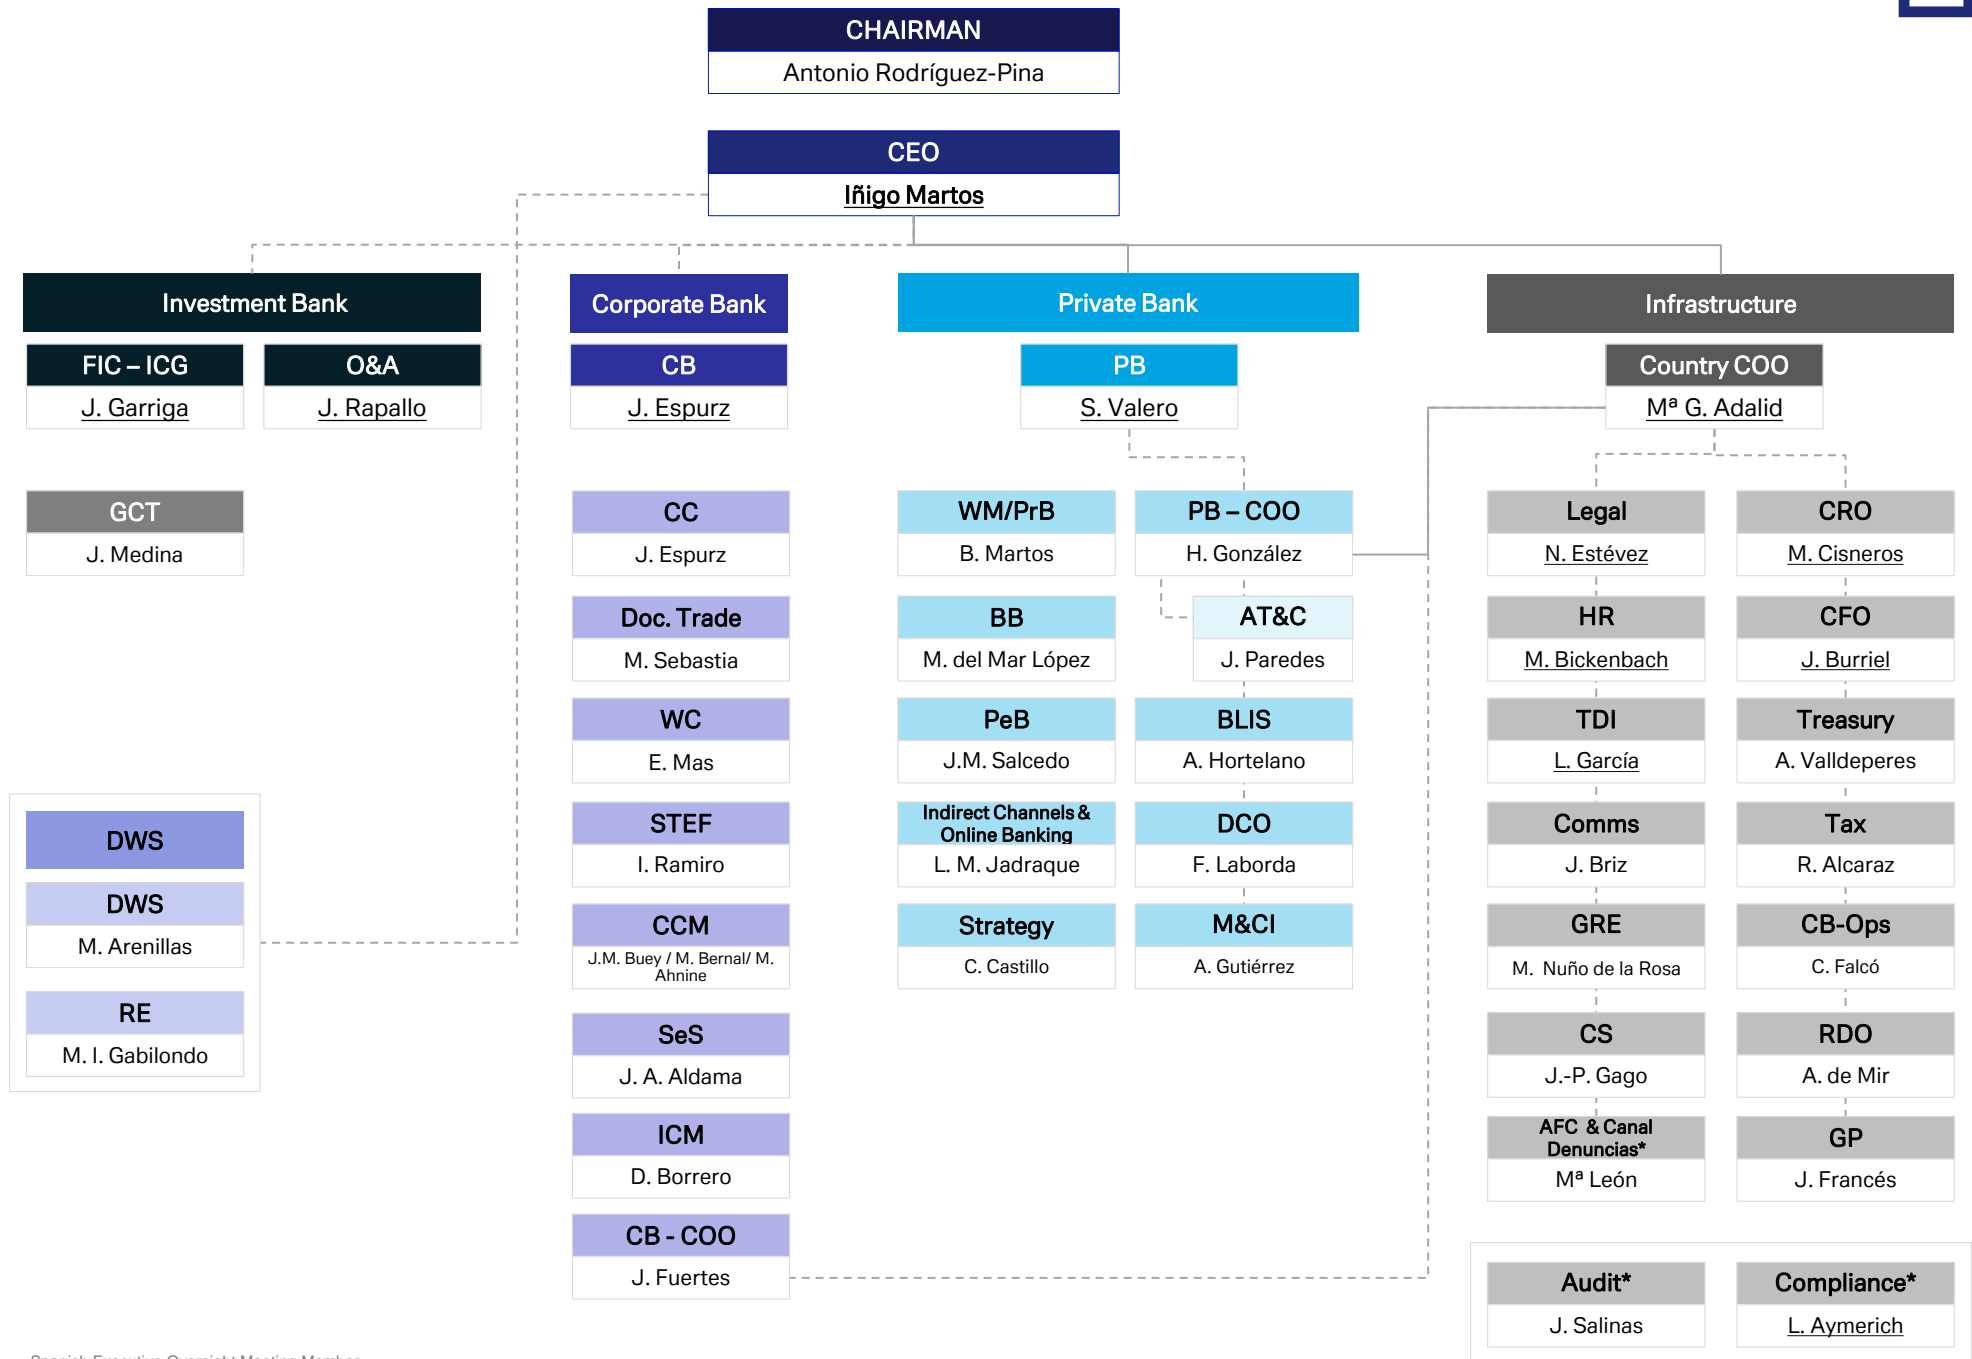 CHAIRMAN
Antonio Rodríguez-Pina
CEO
Iñigo Martos
Investment Bank
Corporate Bank
Private Bank
Infrastructure
FIC – ICG
J. Garriga
O&A
J. Rapallo
CB
J. Espurz
PB
S. Valero
Country COO
Mª G. Adalid
GCT
J. Medina
DWS
DWS
M. Arenillas
RE
M. I. Gabilondo
CC
J. Espurz
Doc. Trade
M. Sebastia
WC
E. Mas
STEF
I. Ramiro
CCM
J.M. Buey / M. Bernal/ M.
Ahnine
SeS
J. A. Aldama
ICM
D. Borrero
CB - COO
J. Fuertes
WM/PrB
B. Martos
BB
M. del Mar López
PeB
J.M. Salcedo
Indirect Channels &
Online Banking
L. M. Jadraque
Strategy
C. Castillo
PB – COO
H. González
AT&C
J. Paredes
BLIS
A. Hortelano
DCO
F. Laborda
M&CI
A. Gutiérrez
Legal
N. Estévez
HR
M. Bickenbach
TDI
L. García
Comms
J. Briz
GRE
M. Nuño de la Rosa
CS
J.-P. Gago
AFC & Canal
Denuncias*
Mª León
CRO
M. Cisneros
CFO
J. Burriel
Treasury
A. Valldeperes
Tax
R. Alcaraz
CB-Ops
C. Falcó
RDO
A. de Mir
GP
J. Francés
Audit*
J. Salinas
Compliance*
L. Aymerich
Spanish Executive Oversight Meeting Member